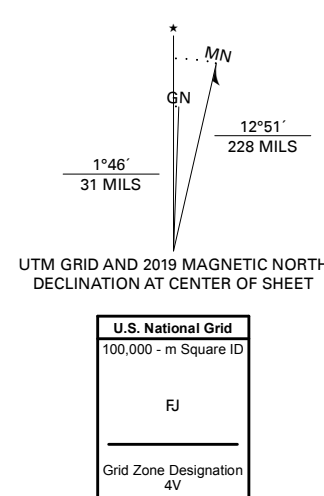 ★
MN
GN
12°51´
228 MILS
1°46´
31 MILS
UTM GRID AND 2019 MAGNETIC NORTH
DECLINATION AT CENTER OF SHEET
U.S. National Grid
100,000 - m Square ID
FJ
Grid Zone Designation
4V